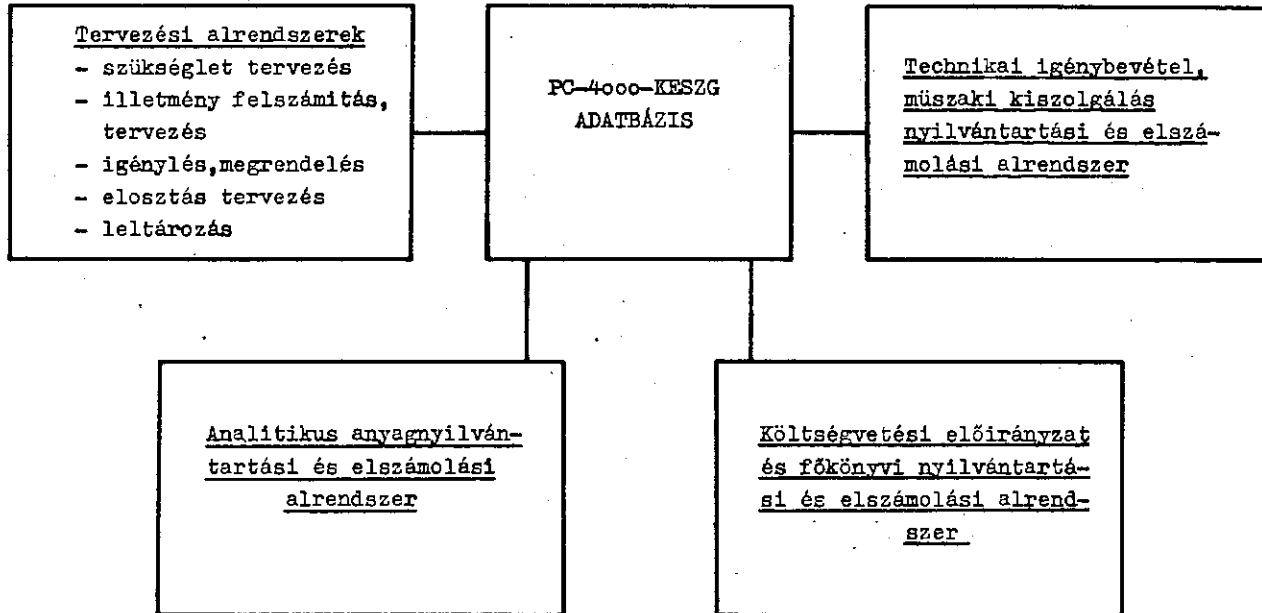 Tervezési alrendszerek
- szükséglet tervezés
- illetmény felszámitás,
tervezés
- igénylés,megrendelés
- elosztás tervezés
- leltározás
PC-4ooo-KESZG
ADATBÁZIS
Technikai igénybevétel,
müszaki kiszolgálás
nyilvántartási és elszá-
molási alrendszer
Analitikus anyagnyilván-
tartási és elszámolási
alrendszer
Költségvetési előirányzat
és főkönyvi nyilvántartá-
si és elszámolási alrend-
szer